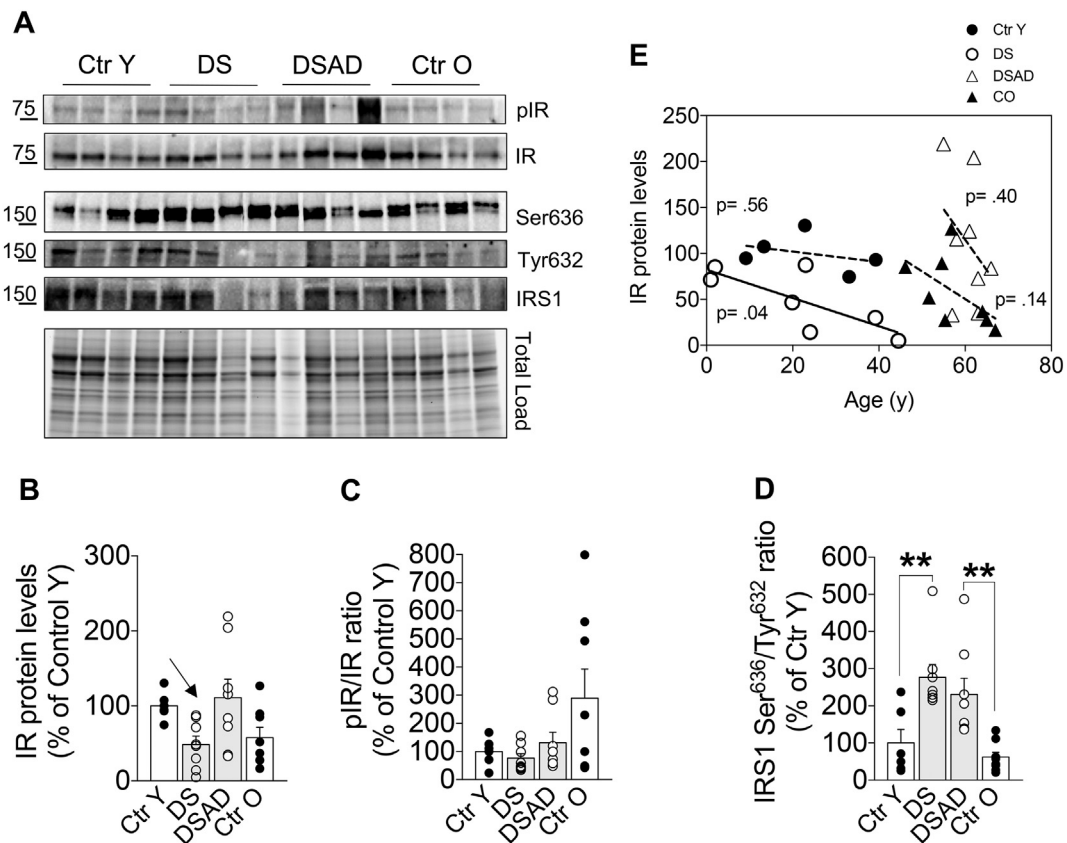 A
Ctr Y DS DSAD Ctr O
75 pIR
75 IR
150 Ser636
Tyr632
150 IRS1
Total Load
E
Ctr Y
DS
DSAD
CO
IR protein levels
250
200
150
100
50
0
p= .56
p= .40
p= .04
p= .14
0 20 40 60 80
Age (y)
B
IR protein levels
(% of Control Y)
300
200
100
0
Ctr Y DS DSAD Ctr O
C
pIR/IR ratio
(% of Control Y)
800
700
600
500
400
300
200
100
0
Ctr Y DS DSAD Ctr O
D
IRS1 Ser636/Tyr632 ratio
(% of Ctr Y)
600
500
400
300
200
100
0
** **
Ctr Y DS DSAD Ctr O